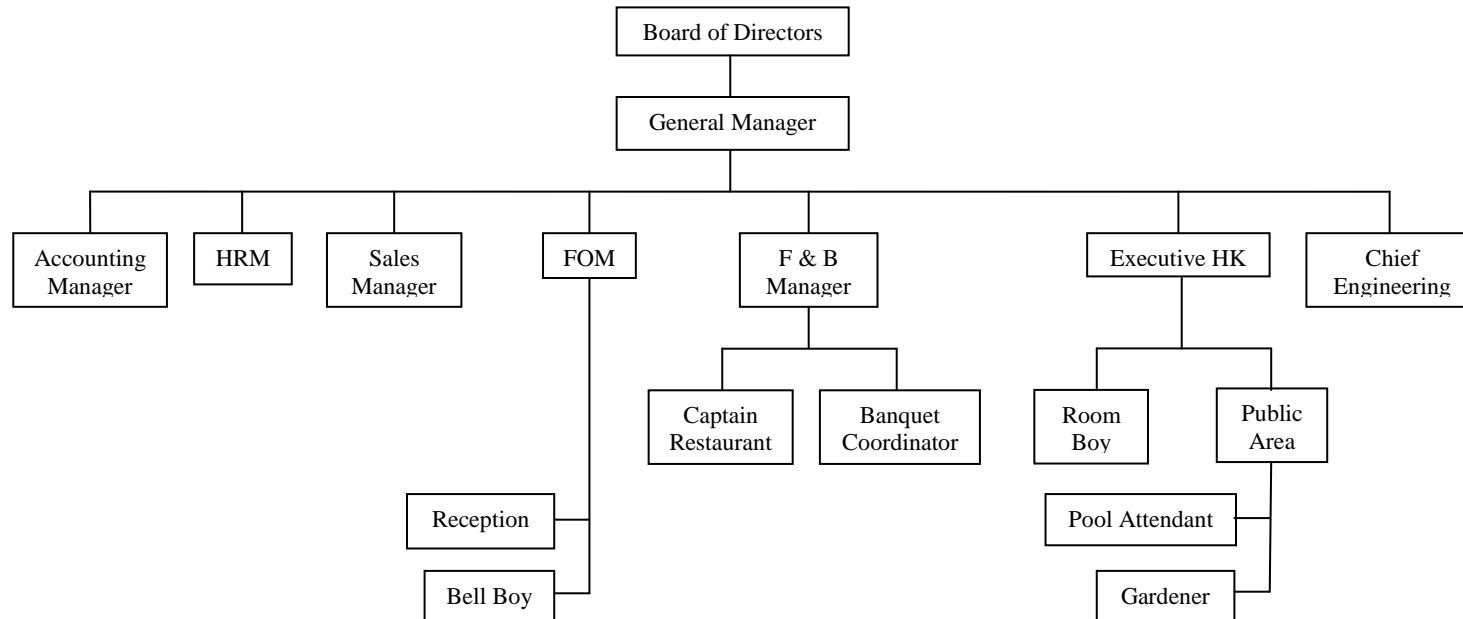 Board of Directors
General Manager
Accounting
Manager
HRM
Sales
Manager
FOM
F & B
Manager
Executive HK
Chief
Engineering
Captain
Restaurant
Banquet
Coordinator
Room
Boy
Public
Area
Reception
Pool Attendant
Bell Boy
Gardener